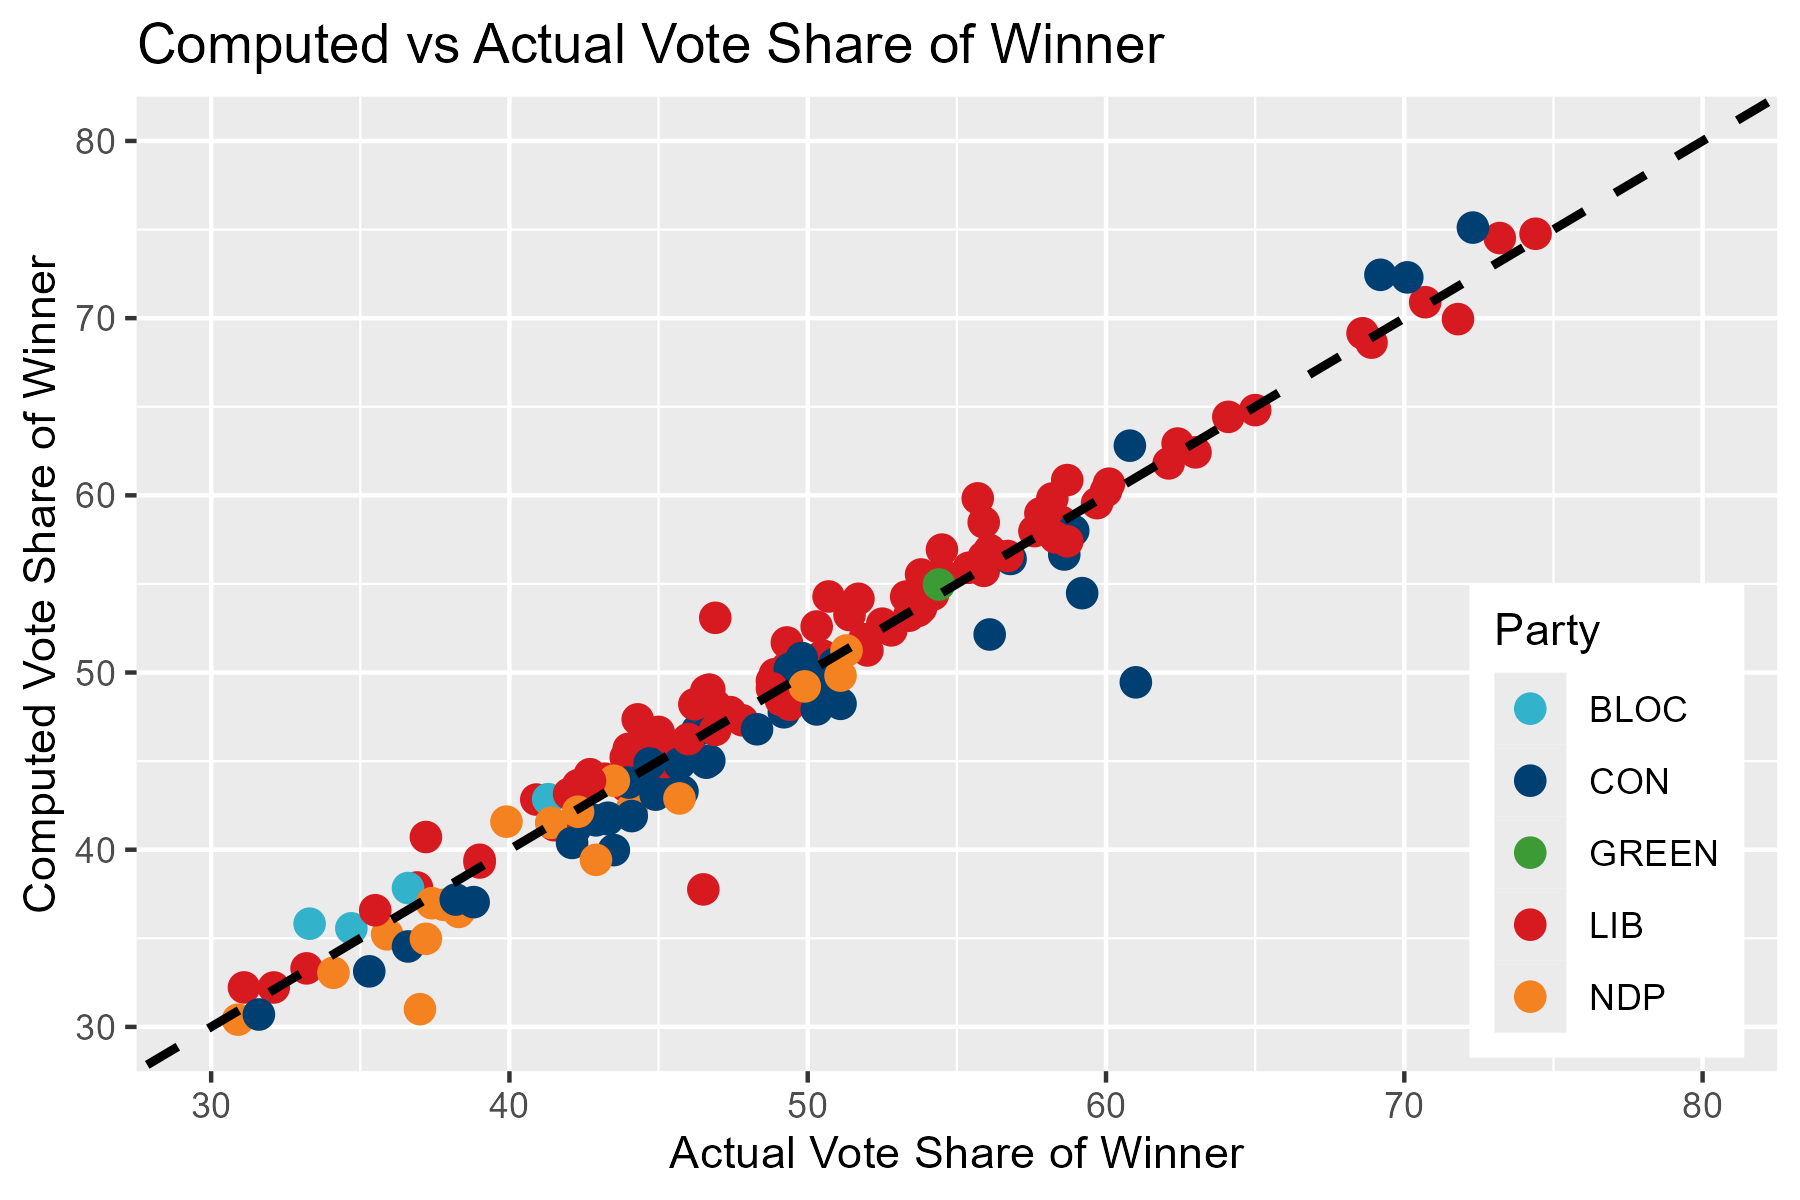 Computed vs Actual Vote Share of Winner
Computed Vote Share of Winner
80
70
60
50
40
30
Party
BLOC
CON
GREEN
LIB
NDP
30 40 50 60 70 80
Actual Vote Share of Winner